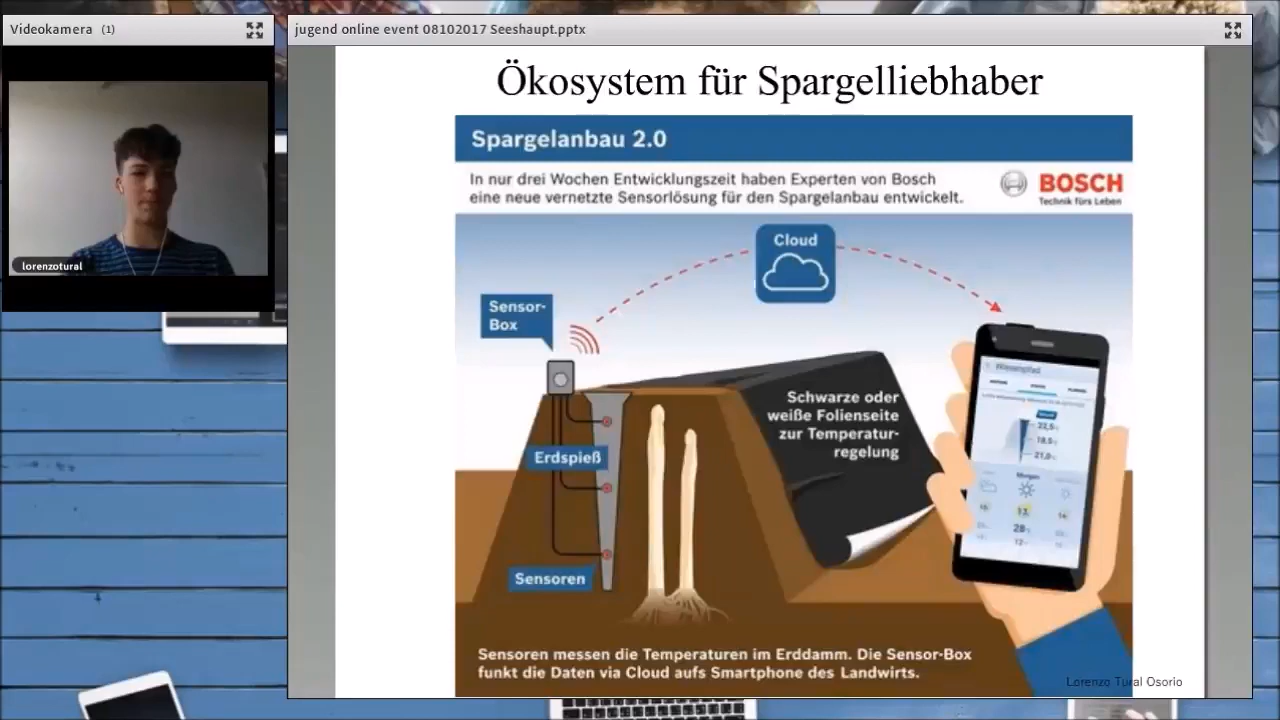 Videokamera (1)
lorenzotural
jugend online event 08102017 Seeshaupt.pptx
Ökosystem für Spargelliebhaber
Spargelanbau 2.0
In nur drei Wochen Entwicklungszeit haben Experten von Bosch
eine neue vernetzte Sensorlösung für den Spargelanbau entwickelt.
BOSCH
Technik fürs Leben
Cloud
Sensor-
Box
Schwarze oder
weiße Folienseite
zur Temperatur-
regelung
Erdspieß
Sensoren
Wiesenpfad
22,5
18,5
21,0
Morgen
16
13
14
28
12
Sensoren messen die Temperaturen im Erddamm. Die Sensor-Box
funkt die Daten via Cloud aufs Smartphone des Landwirts.
Lorenzo Tural Osorio